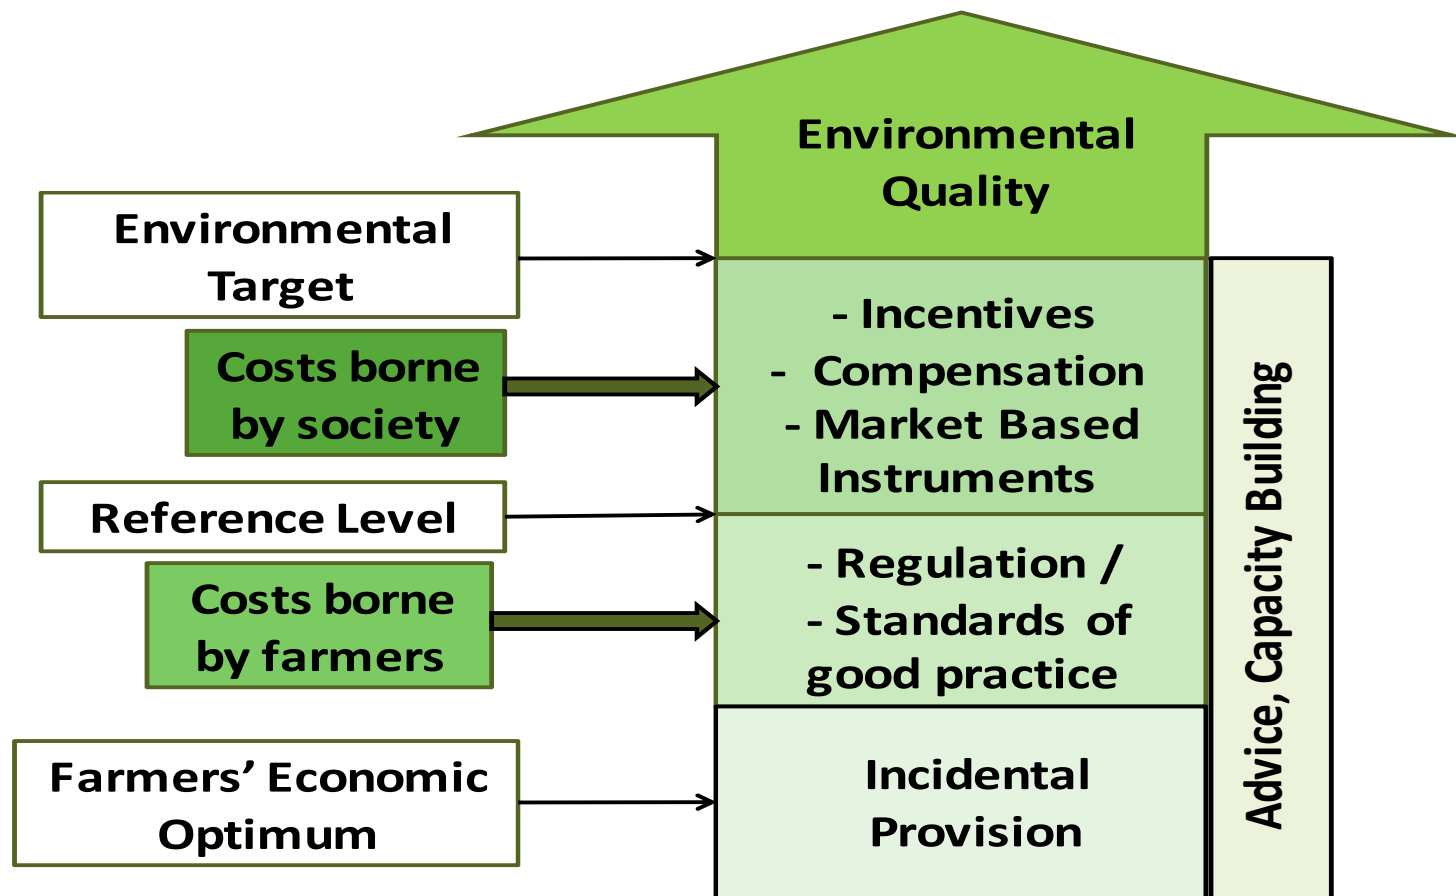 Environmental
Quality
Environmental
Target
- Incentives
- Compensation
- Market Based
Instruments
Costs borne
by society
Reference Level
- Regulation /
- Standards of
good practice
Costs borne
by farmers
Farmers’ Economic
Optimum
Incidental
Provision
Advice, Capacity Building